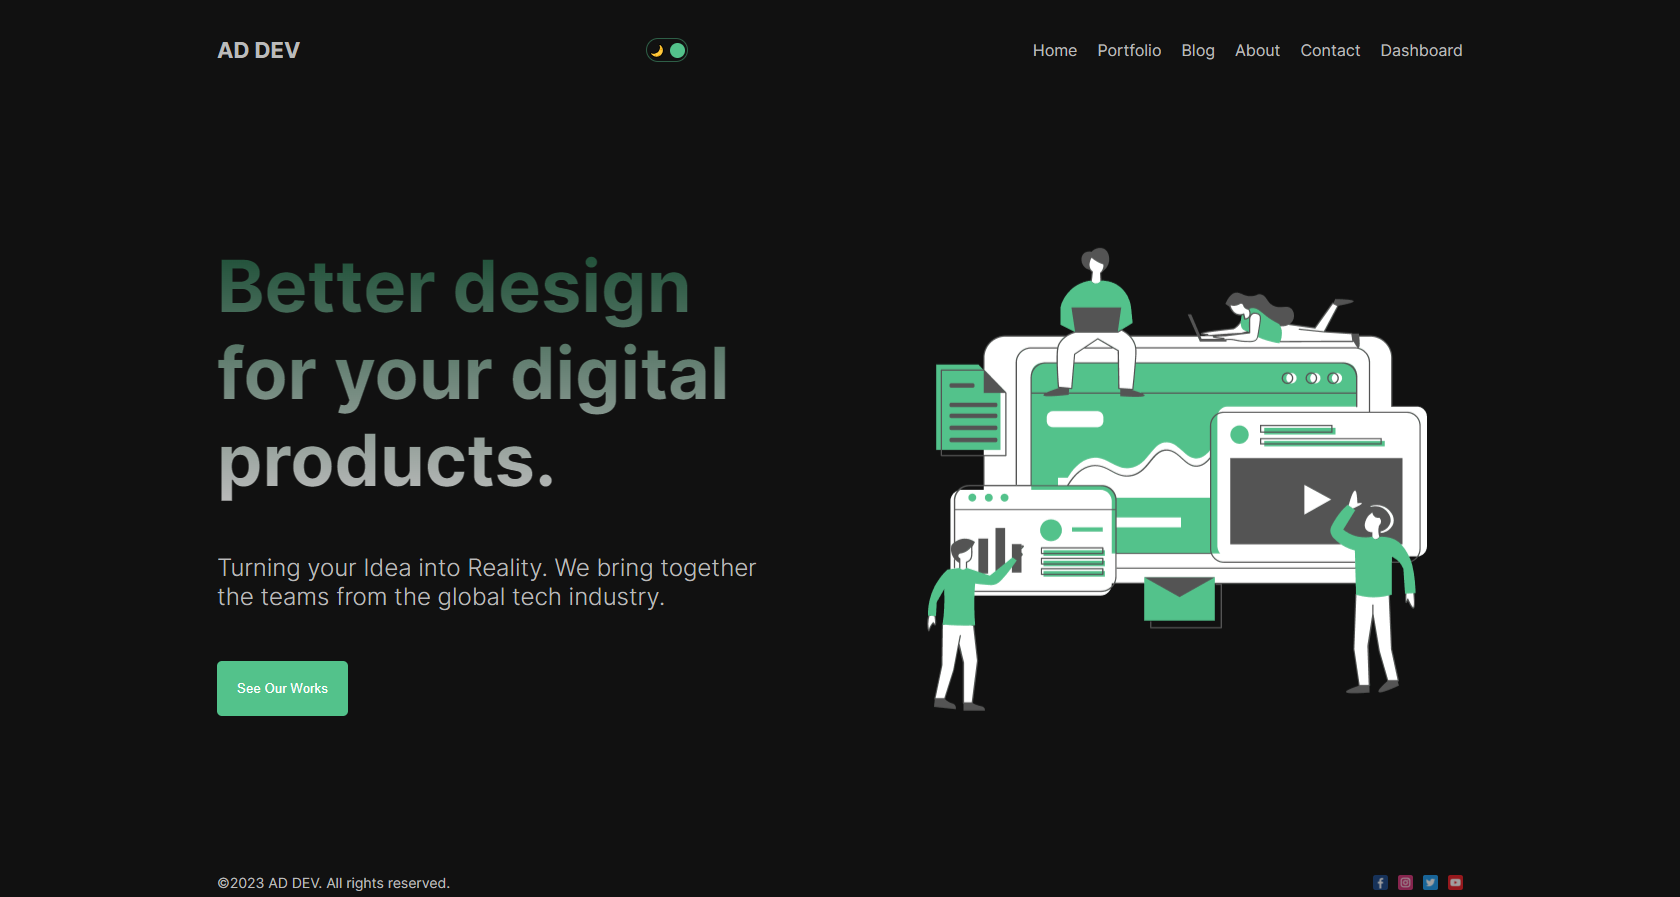 AD DEV
Home Portfolio Blog About Contact Dashboard
Better design
for your digital
products.
Turning your Idea into Reality. We bring together
the teams from the global tech industry.
See Our Works
©2023 AD DEV. All rights reserved.